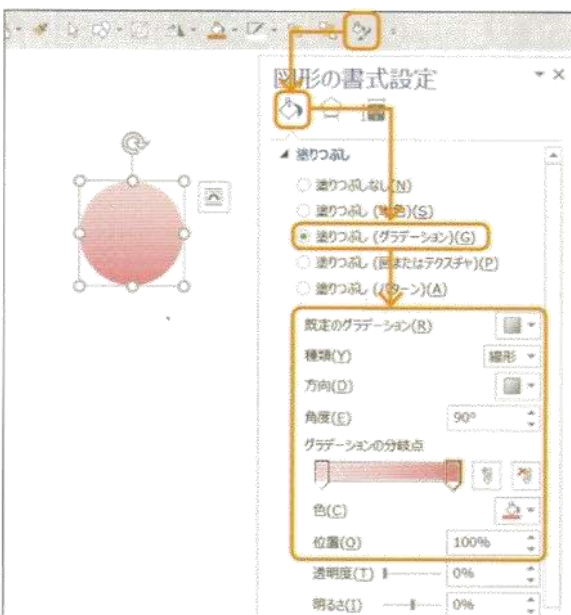 図形の書式設定
塗りつぶし
塗りつぶしなし(N)
塗りつぶし (単色)(S)
塗りつぶし (グラデーション)(G)
塗りつぶし (図またはテクスチャ)(P)
塗りつぶし (パターン)(A)
既定のグラデーション(R)
種類(Y) 線形
方向(D)
角度(E) 90°
グラデーションの分岐点
色(C)
位置(O) 100%
透明度(T) 0%
明るさ(I) 0%